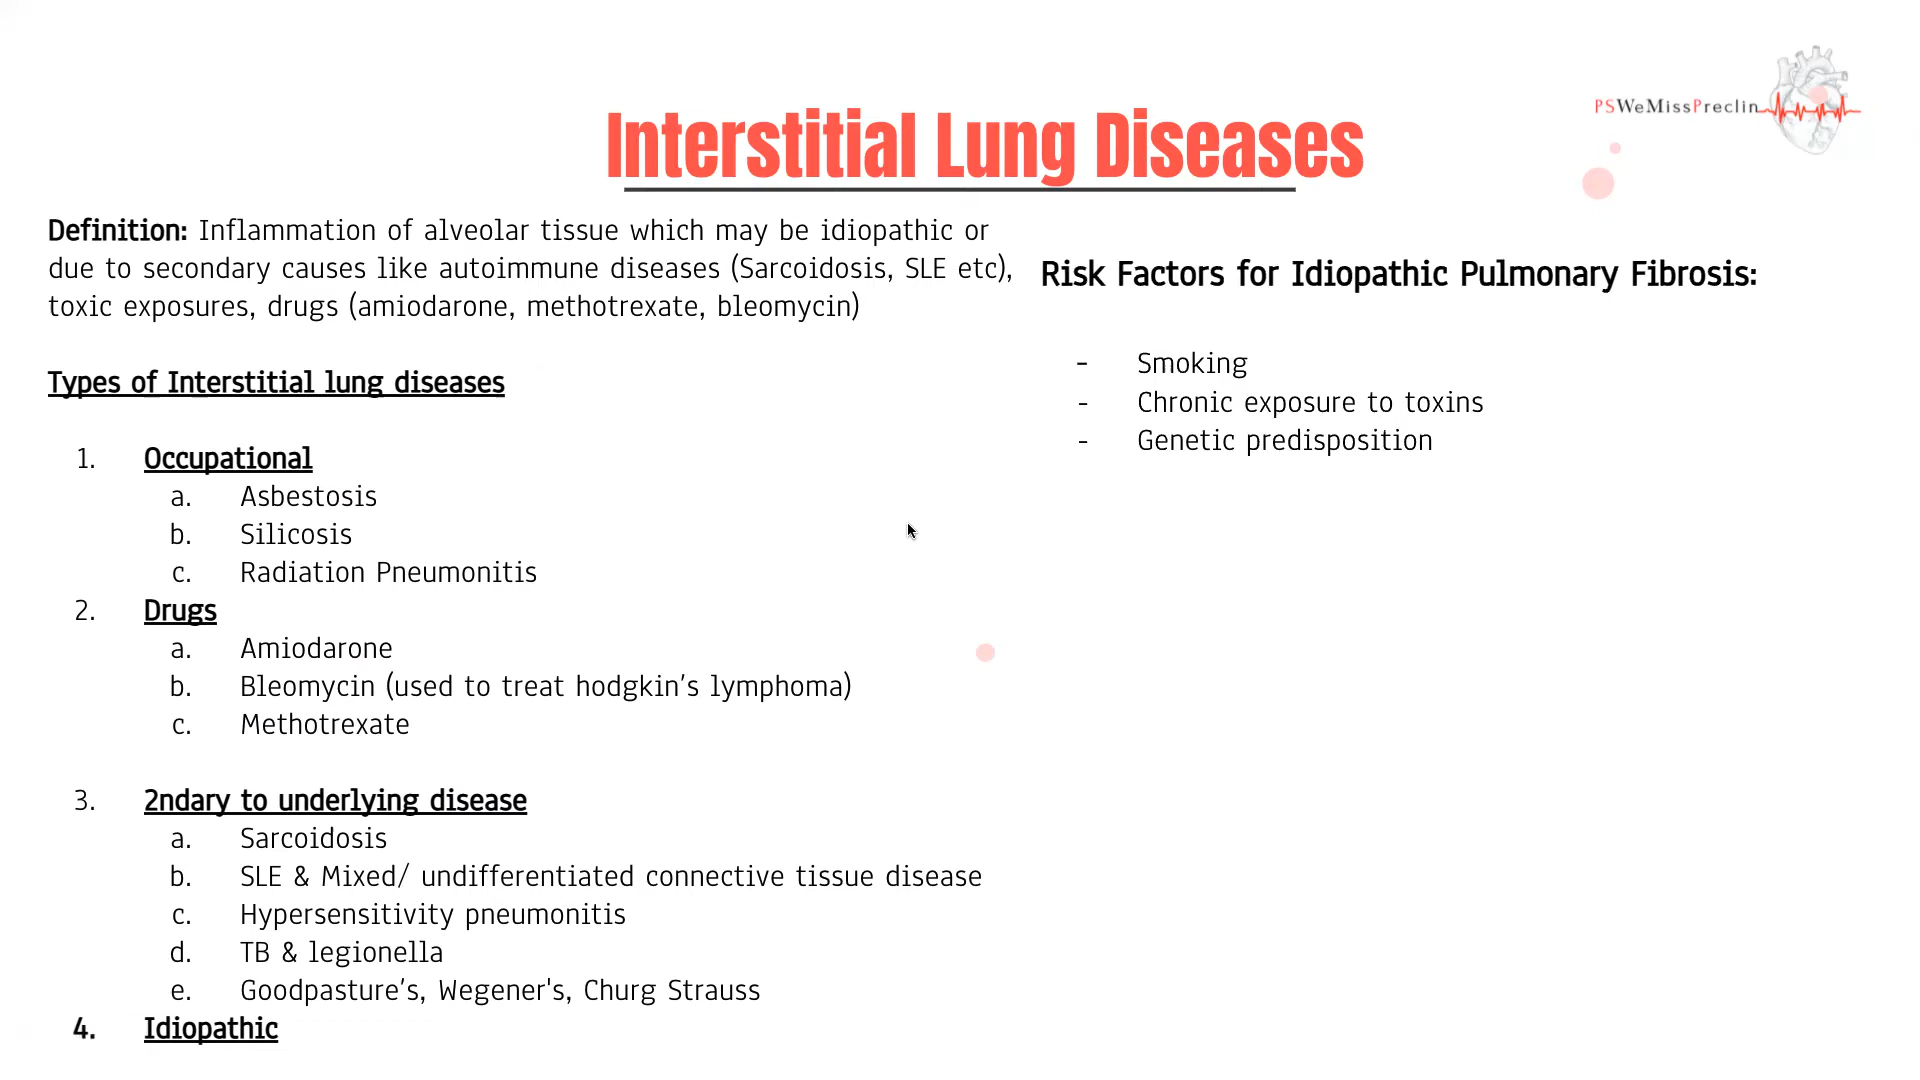 PSWeMissPreclin
Interstitial Lung Diseases
Definition: Inflammation of alveolar tissue which may be idiopathic or
due to secondary causes like autoimmune diseases (Sarcoidosis, SLE etc),
toxic exposures, drugs (amiodarone, methotrexate, bleomycin)
Types of Interstitial lung diseases
1. Occupational
a. Asbestosis
b. Silicosis
c. Radiation Pneumonitis
2. Drugs
a. Amiodarone
b. Bleomycin (used to treat hodgkin's lymphoma)
c. Methotrexate
3. 2ndary to underlying disease
a. Sarcoidosis
b. SLE & Mixed/ undifferentiated connective tissue disease
c. Hypersensitivity pneumonitis
d. TB & legionella
e. Goodpasture's, Wegener's, Churg Strauss
4. Idiopathic
Risk Factors for Idiopathic Pulmonary Fibrosis:
- Smoking
- Chronic exposure to toxins
- Genetic predisposition